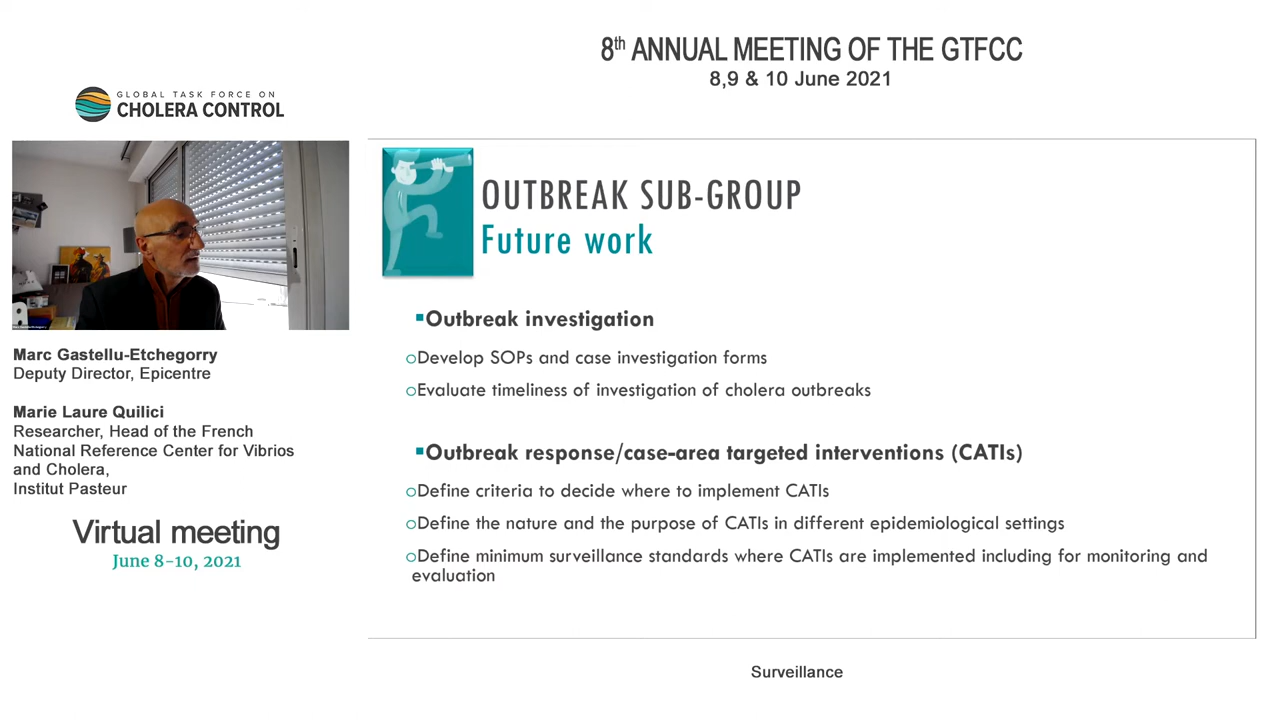 8th ANNUAL MEETING OF THE GTFCC
8,9 & 10 June 2021
GLOBAL TASK FORCE ON
CHOLERA CONTROL
Marc Gastellu-Etchegorry
Deputy Director, Epicentre
Marie Laure Quilici
Researcher, Head of the French
National Reference Center for Vibrios
and Cholera,
Institut Pasteur
Virtual meeting
June 8-10, 2021
OUTBREAK SUB-GROUP
Future work
▪Outbreak investigation
oDevelop SOPs and case investigation forms
oEvaluate timeliness of investigation of cholera outbreaks
▪Outbreak response/case-area targeted interventions (CATIs)
oDefine criteria to decide where to implement CATIs
oDefine the nature and the purpose of CATIs in different epidemiological settings
oDefine minimum surveillance standards where CATIs are implemented including for monitoring and
evaluation
Surveillance